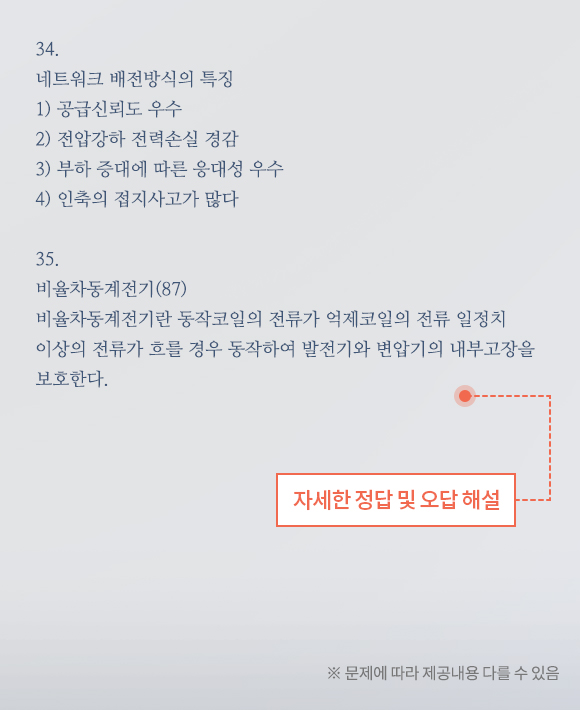 34.
네트워크 배전방식의 특징
1) 공급신뢰도 우수
2) 전압강하 전력손실 경감
3) 부하 증대에 따른 응대성 우수
4) 인축의 접지사고가 많다
35.
비율차동계전기(87)
비율차동계전기란 동작코일의 전류가 억제코일의 전류 일정치
이상의 전류가 흐를 경우 동작하여 발전기와 변압기의 내부고장을
보호한다.
자세한 정답 및 오답 해설
※ 문제에 따라 제공내용 다를 수 있음